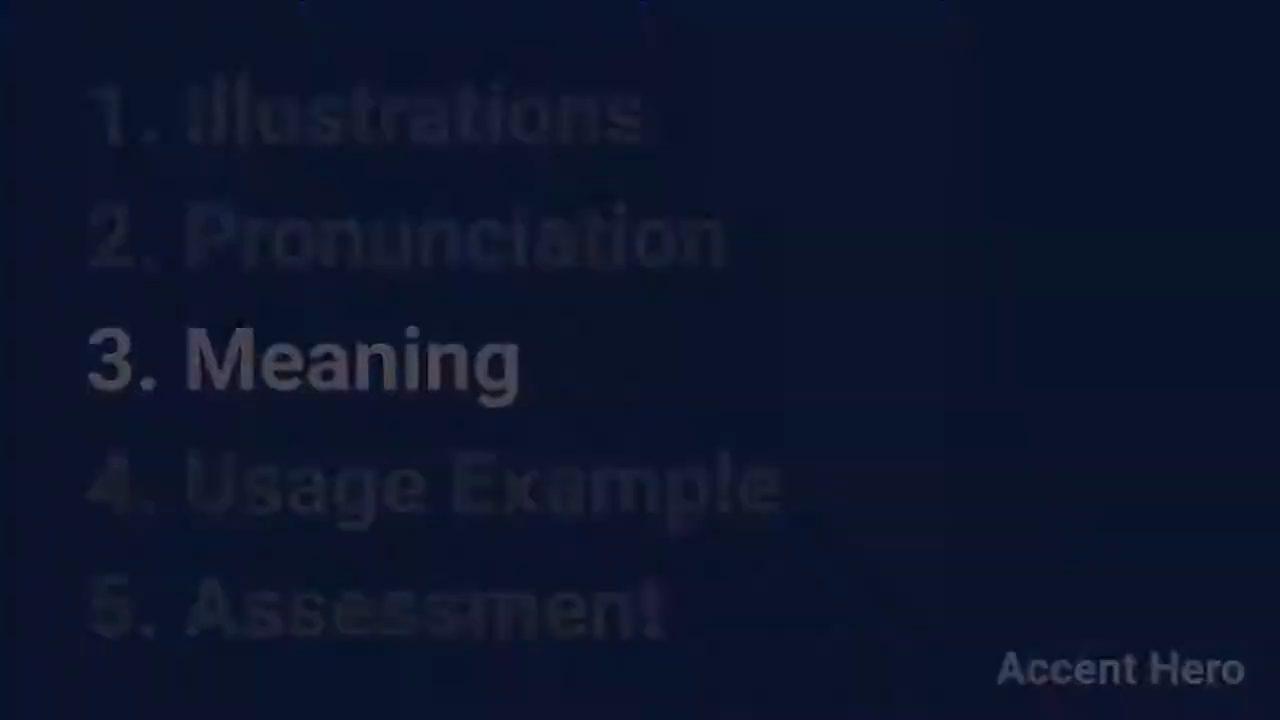 1. Illustrations
2. Pronunciation
3. Meaning
4. Usage Example
5. Assessment
Accent Hero